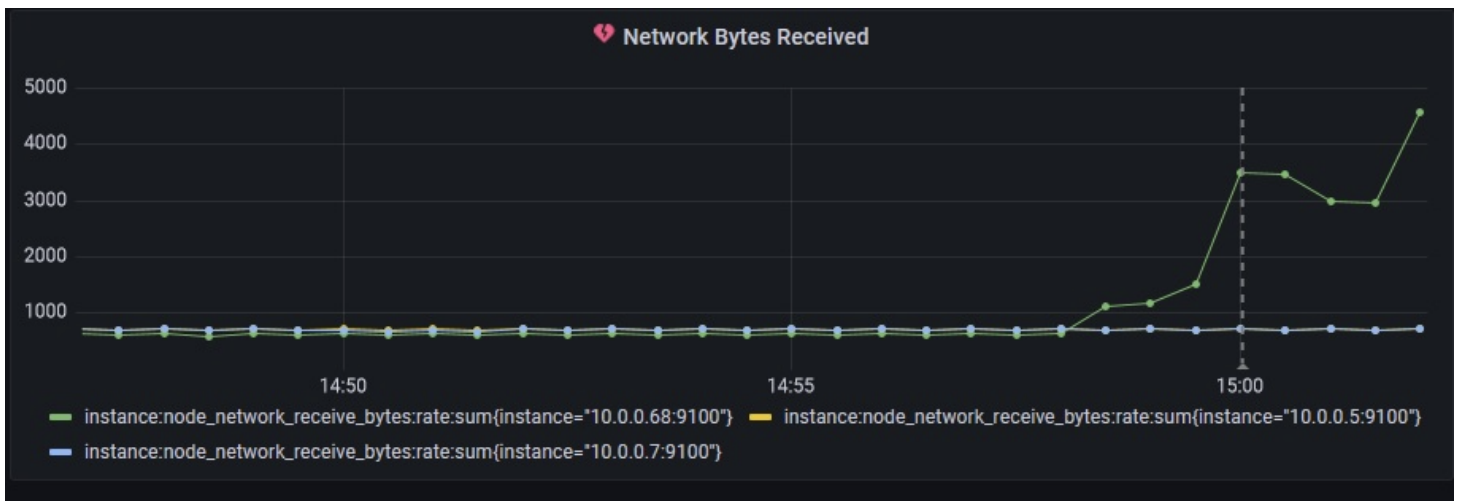 Network Bytes Received
5000
4000
3000
2000
1000
14:50 14:55 15:00
instance:node_network_receive_bytes:rate:sum{instance="10.0.0.68:9100"} instance:node_network_receive_bytes:rate:sum{instance="10.0.0.5:9100"}
instance:node_network_receive_bytes:rate:sum{instance="10.0.0.7:9100"}